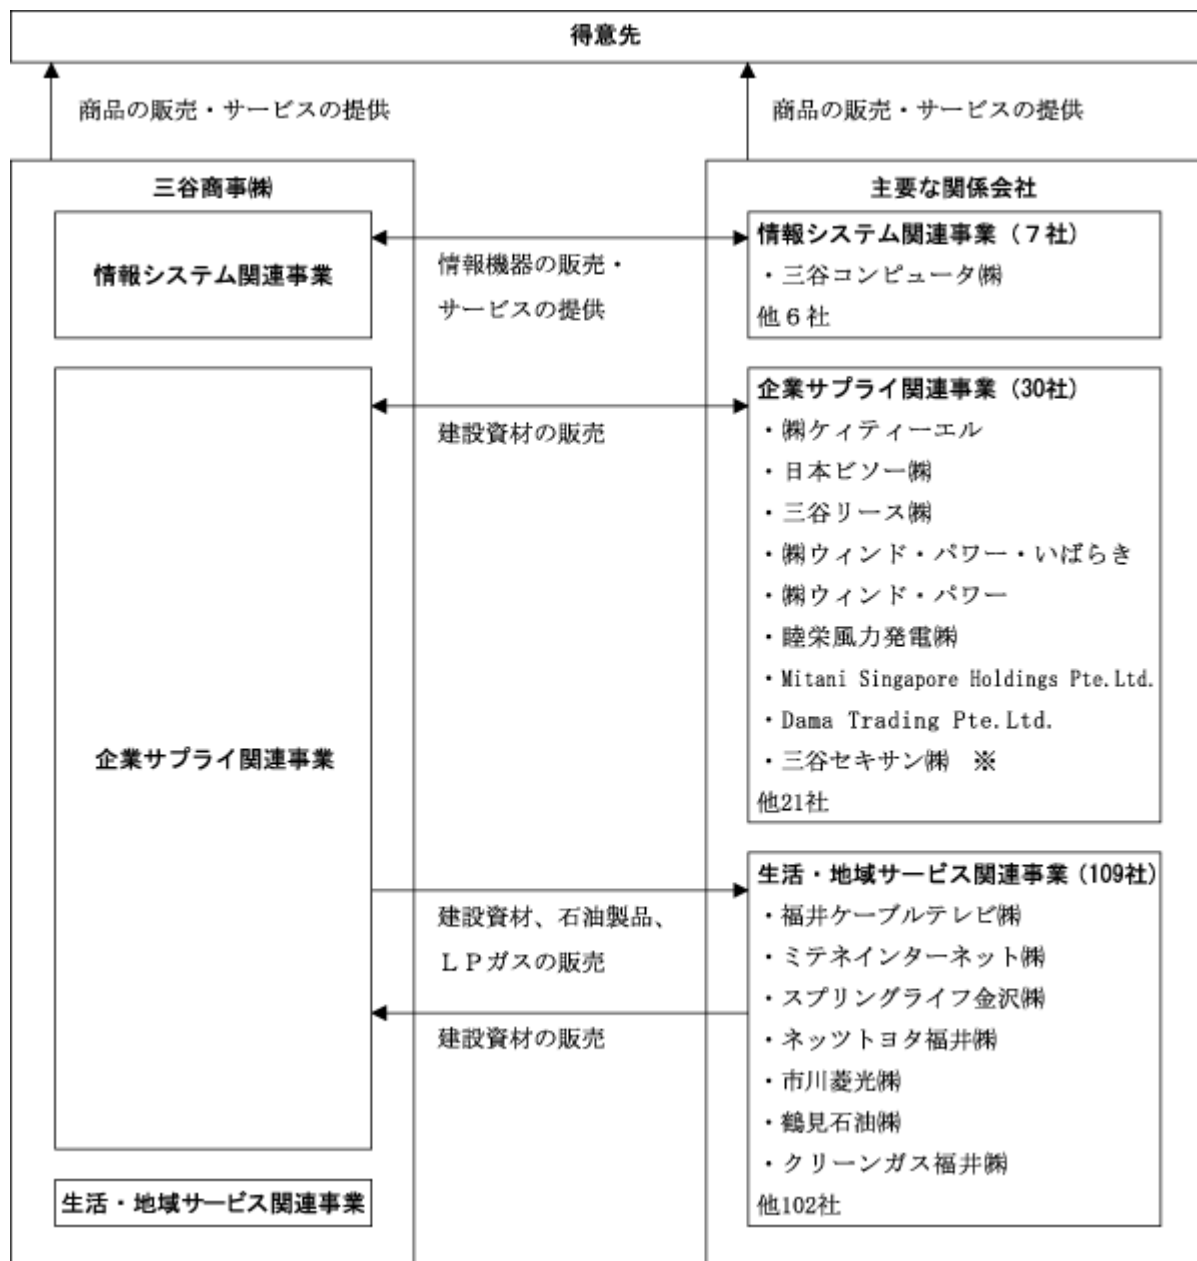 得意先
商品の販売・サービスの提供
商品の販売・サービスの提供
三谷商事㈱
情報システム関連事業
企業サプライ関連事業
生活・地域サービス関連事業
情報機器の販売・
サービスの提供
建設資材の販売
建設資材、石油製品、
ＬＰガスの販売
建設資材の販売
主要な関係会社
情報システム関連事業（７社）
・三谷コンピュータ㈱
他６社
企業サプライ関連事業（30社）
・㈱ケィティーエル
・日本ビソー㈱
・三谷リース㈱
・㈱ウィンド・パワー・いばらき
・㈱ウィンド・パワー
・睦栄風力発電㈱
・Mitani Singapore Holdings Pte.Ltd.
・Dama Trading Pte.Ltd.
・三谷セキサン㈱　※
他21社
生活・地域サービス関連事業（109社）
・福井ケーブルテレビ㈱
・ミテネインターネット㈱
・スプリングライフ金沢㈱
・ネッツトヨタ福井㈱
・市川菱光㈱
・鶴見石油㈱
・クリーンガス福井㈱
他102社